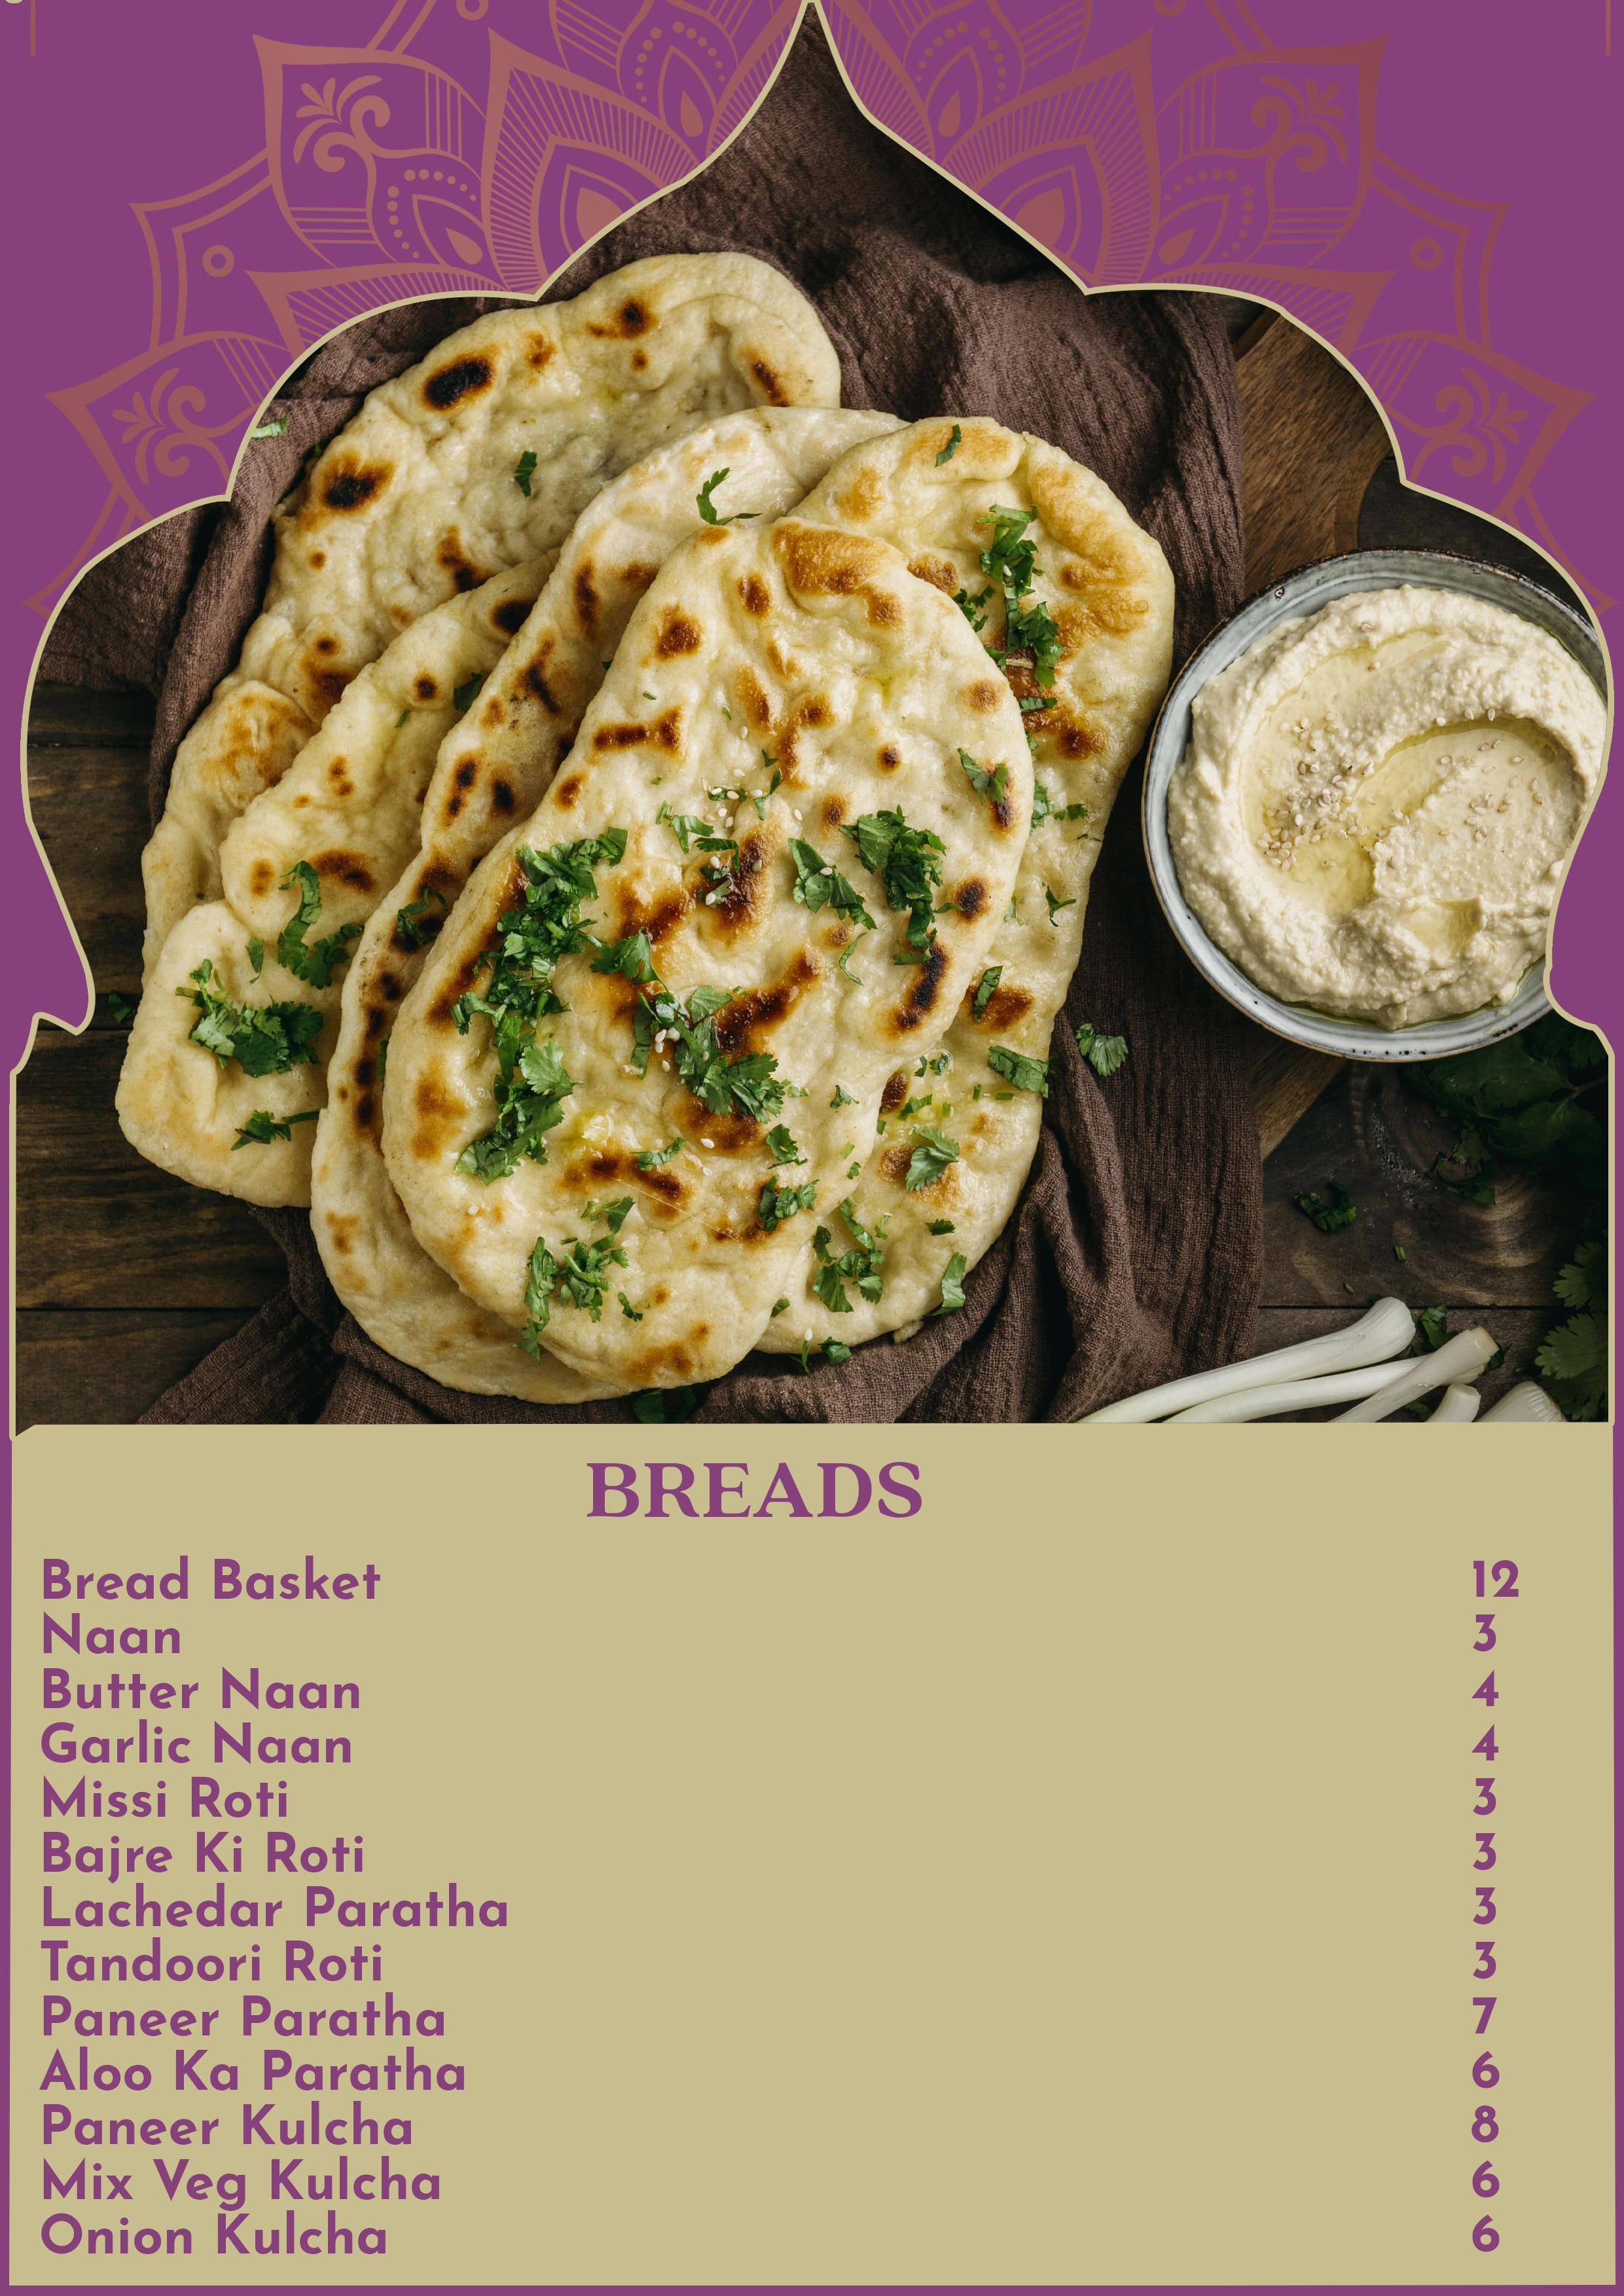 BREADS
Bread Basket 12
Naan 3
Butter Naan 4
Garlic Naan 4
Missi Roti 3
Bajre Ki Roti 3
Lachedar Paratha 3
Tandoori Roti 3
Paneer Paratha 7
Aloo Ka Paratha 6
Paneer Kulcha 8
Mix Veg Kulcha 6
Onion Kulcha 6